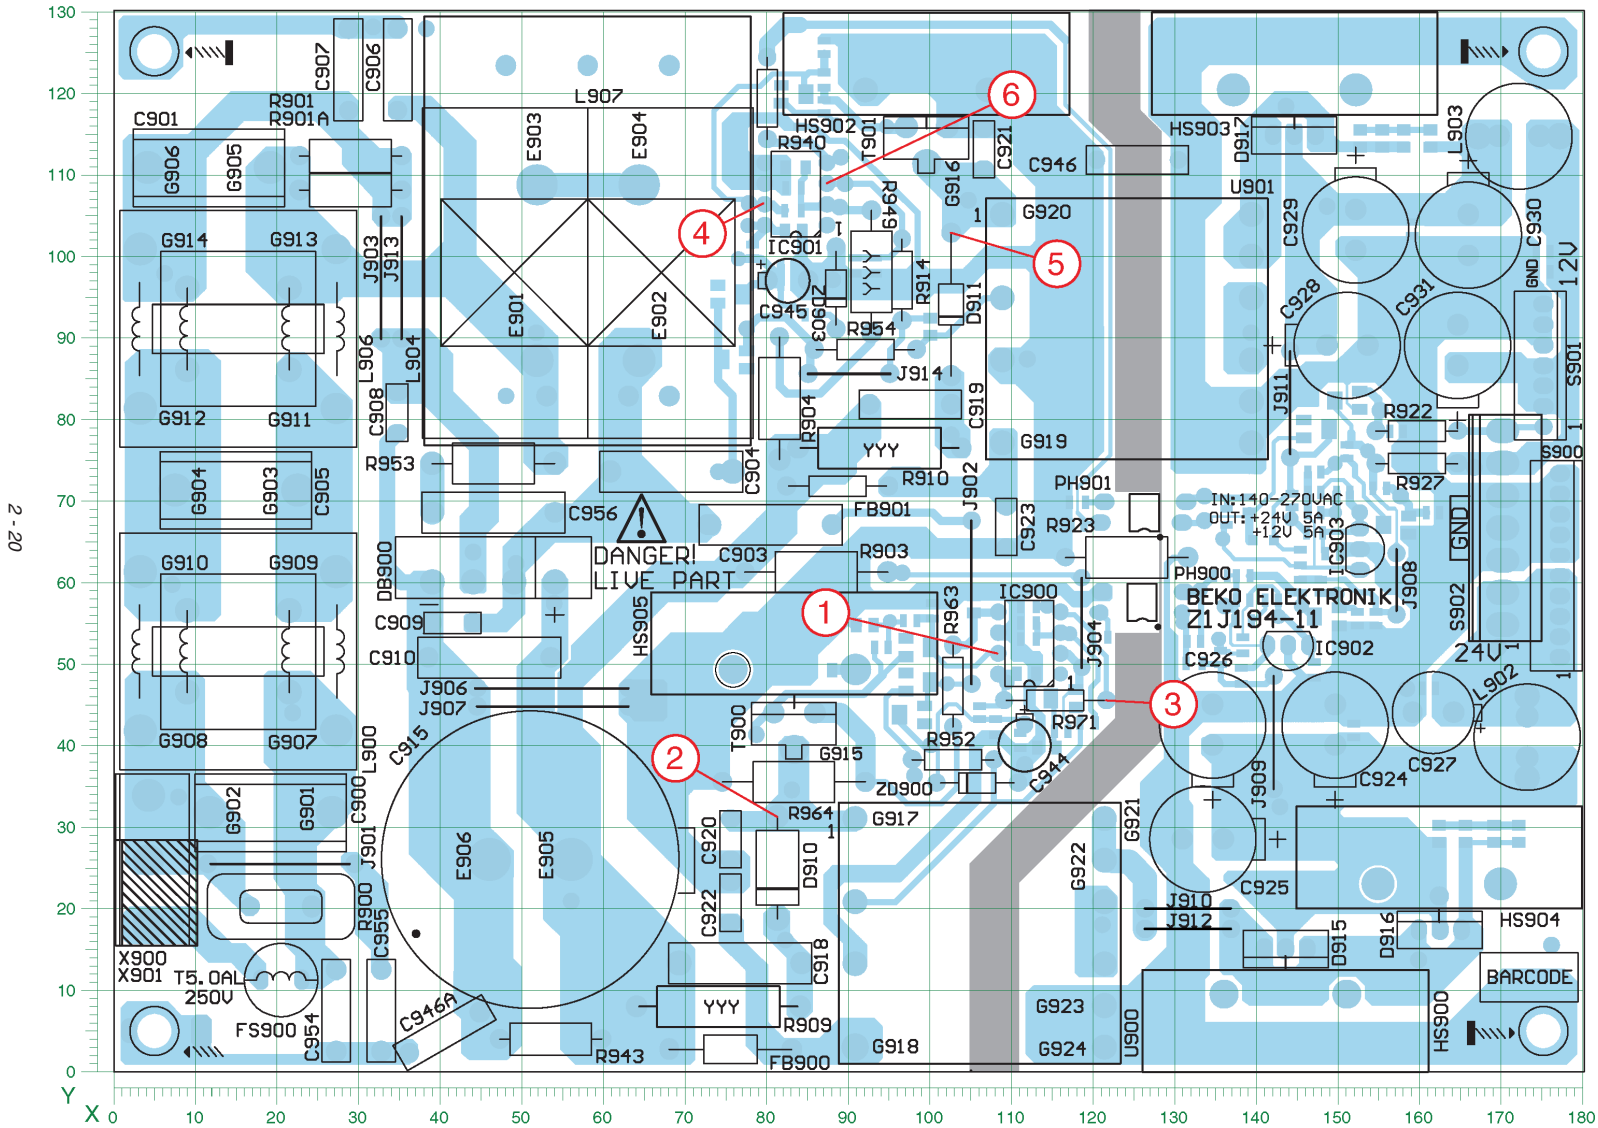 130
120
110
100
90
80
70
60
50
40
30
20
10
0
Y
X
0 10 20 30 40 50 60 70 80 90 100 110 120 130 140 150 160 170 180
2 - 20
C907
C906
R901
R901A
C901
G906
G905
L907
E903
E904
HS902
T901
C921
R940
6
G916
C946
HS903
D917
L903
U901
G914
G913
J903
J913
4
IC901
1
R949
1
G920
5
C929
C930
GND
12V
E901
E902
C945
ZD903
YYY
R914
D911
R954
J914
C928
C931
S901
L906
L904
G912
G911
C908
R904
C919
J911
R922
1
R953
C904
YYY
R910
G919
R927
S900
G904
G903
C905
C956
FB901
J902
C923
PH901
R923
IN:140-270VAC
OUT:+24V 5A
+12V 5A
IC903
GND
DANGER!
LIVE PART
C903
R903
G910
G909
DB900
PH900
J908
S902
BEKO ELEKTRONIK
Z1J194-11
HS905
1
R963
IC900
J904
C909
C910
IC902
24V
1
C926
1
J906
J907
T900
G915
1
R971
3
L902
G908
G907
L900
C915
2
R952
C944
ZD900
J909
C924
C927
R964
G902
G901
C900
J901
G917
1
G921
G922
C920
D910
E906
E905
C925
R900
C922
J910
J912
D916
HS904
C955
D915
X900
X901
T5.0AL
250V
FS900
C954
C946A
R943
C918
YYY
R909
FB900
G918
G923
G924
U900
HS900
BARCODE